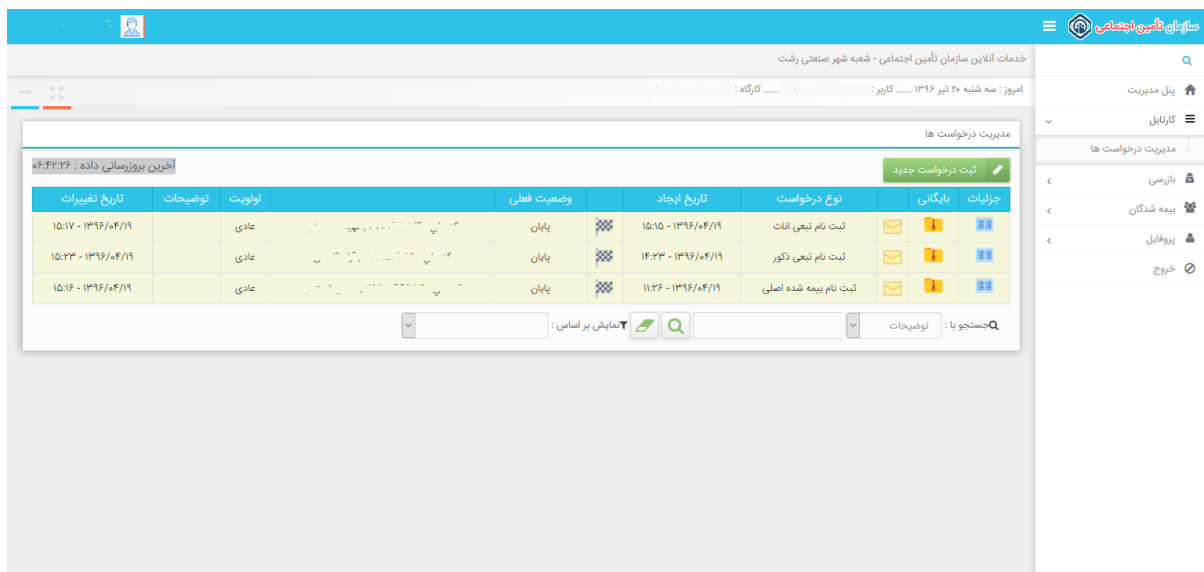 سازمان تأمین اجتماعی
خدمات آنلاین سازمان تأمین اجتماعی - شعبه شهر صنعتی رشت
امروز : سه شنبه ۲۰ تیر ۱۳۹۶ ...... کاربر : ...... کارگاه :
پنل مدیریت
کارتابل
مدیریت درخواست ها
بازرسی
بیمه شدگان
پروفایل
خروج
مدیریت درخواست ها
ثبت درخواست جدید
آخرین بروزرسانی داده : ۰۶:۴۲:۲۶
جزئیات بایگانی نوع درخواست تاریخ ایجاد وضعیت فعلی اولویت توضیحات تاریخ تغییرات
ثبت نام تبعی اناث ۱۳۹۶/۰۴/۱۹ - ۱۵:۱۵ پایان عادی ۱۳۹۶/۰۴/۱۹ - ۱۵:۱۷
ثبت نام تبعی ذکور ۱۳۹۶/۰۴/۱۹ - ۱۴:۲۳ پایان عادی ۱۳۹۶/۰۴/۱۹ - ۱۵:۲۳
ثبت نام بیمه شده اصلی ۱۳۹۶/۰۴/۱۹ - ۱۱:۲۶ پایان عادی ۱۳۹۶/۰۴/۱۹ - ۱۵:۱۶
جستجو با : توضیحات نمایش بر اساس :